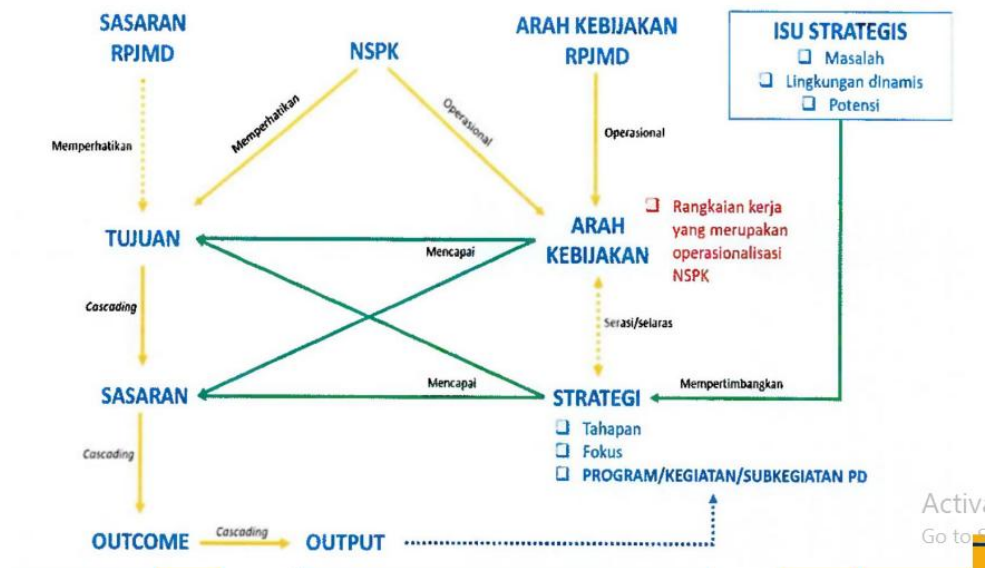 SASARAN
RPJMD
NSPK
ARAH KEBIJAKAN
RPJMD
ISU STRATEGIS
Masalah
Lingkungan dinamis
Potensi
Memperhatikan
Memperhatikan
Operasional
Operasional
TUJUAN
ARAH
KEBIJAKAN
Rangkaian kerja
yang merupakan
operasionalisasi
NSPK
Mencapai
Cascading
Serasi/selaras
SASARAN
Mencapai
STRATEGI
Mempertimbangkan
Tahapan
Fokus
PROGRAM/KEGIATAN/SUBKEGIATAN PD
Cascading
OUTCOME
Cascading
OUTPUT
Activa
Go to